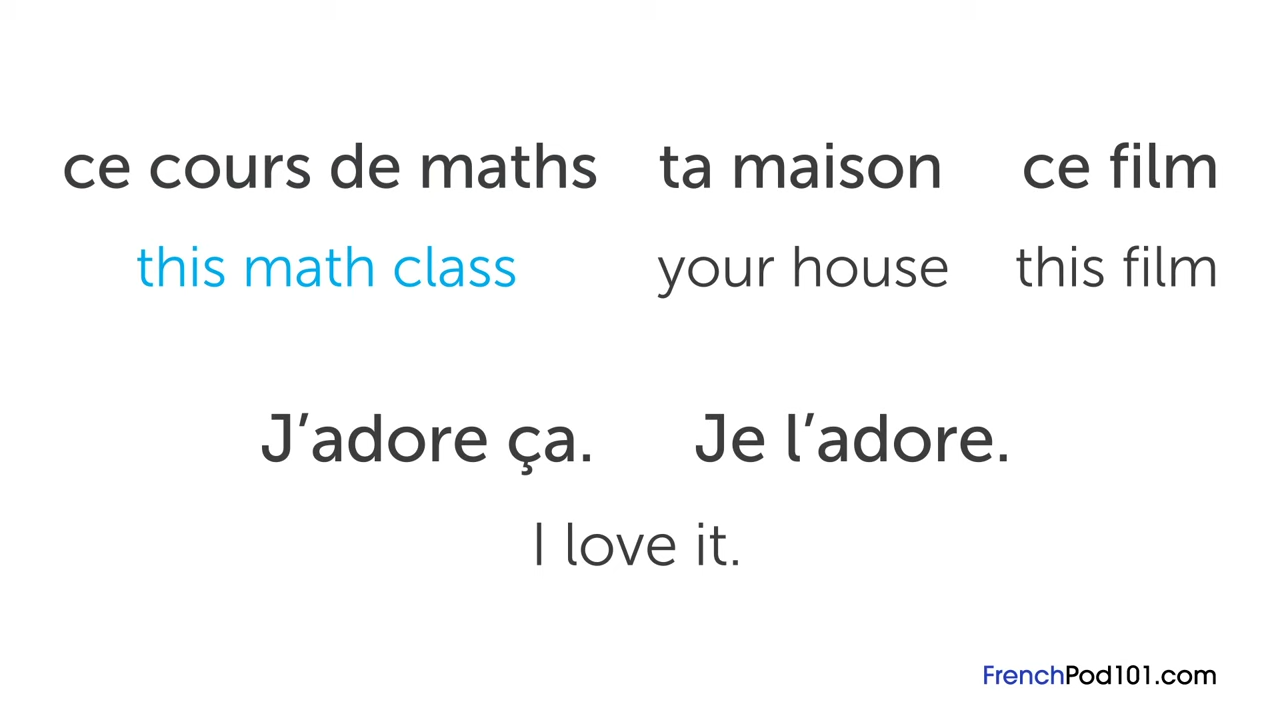 ce cours de maths ta maison ce film
this math class your house this film
J’adore ça. Je l’adore.
I love it.
FrenchPod101.com